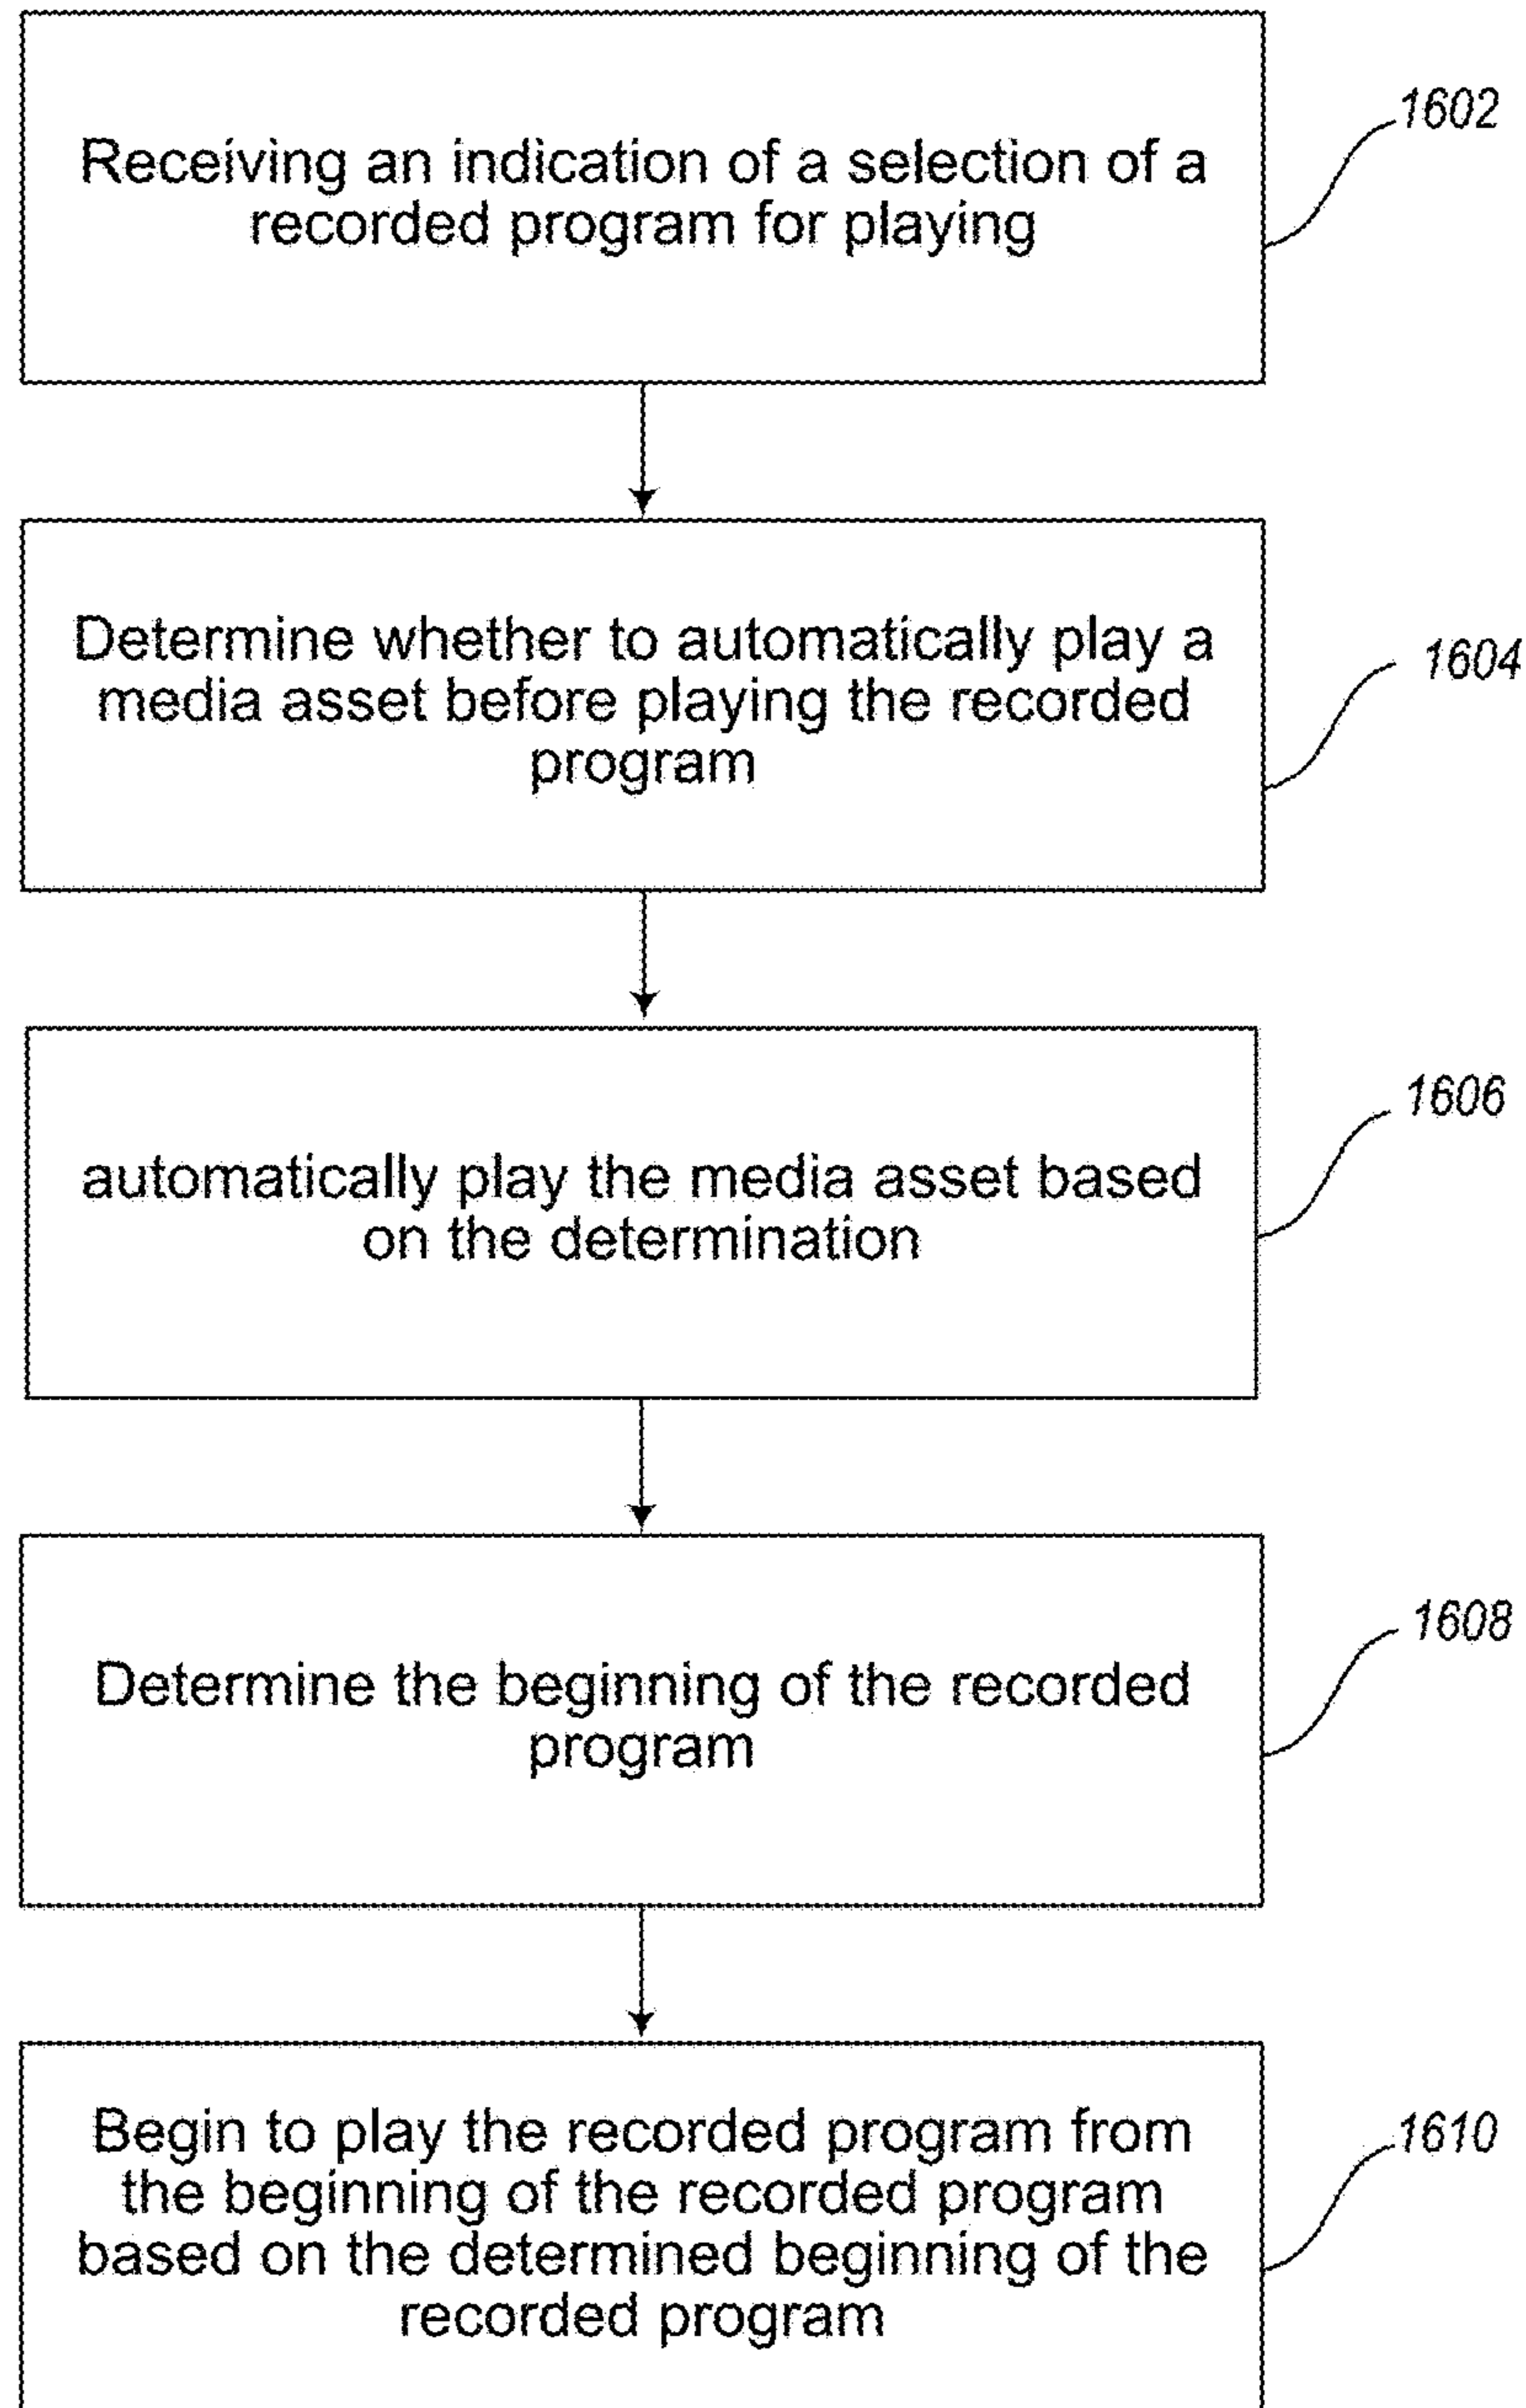 1602
Receiving an indication of a selection of a
recorded program for playing
1604
Determine whether to automatically play a
media asset before playing the recorded
program
1606
automatically play the media asset based
on the determination
1608
Determine the beginning of the recorded
program
1610
Begin to play the recorded program from
the beginning of the recorded program
based on the determined beginning of the
recorded program